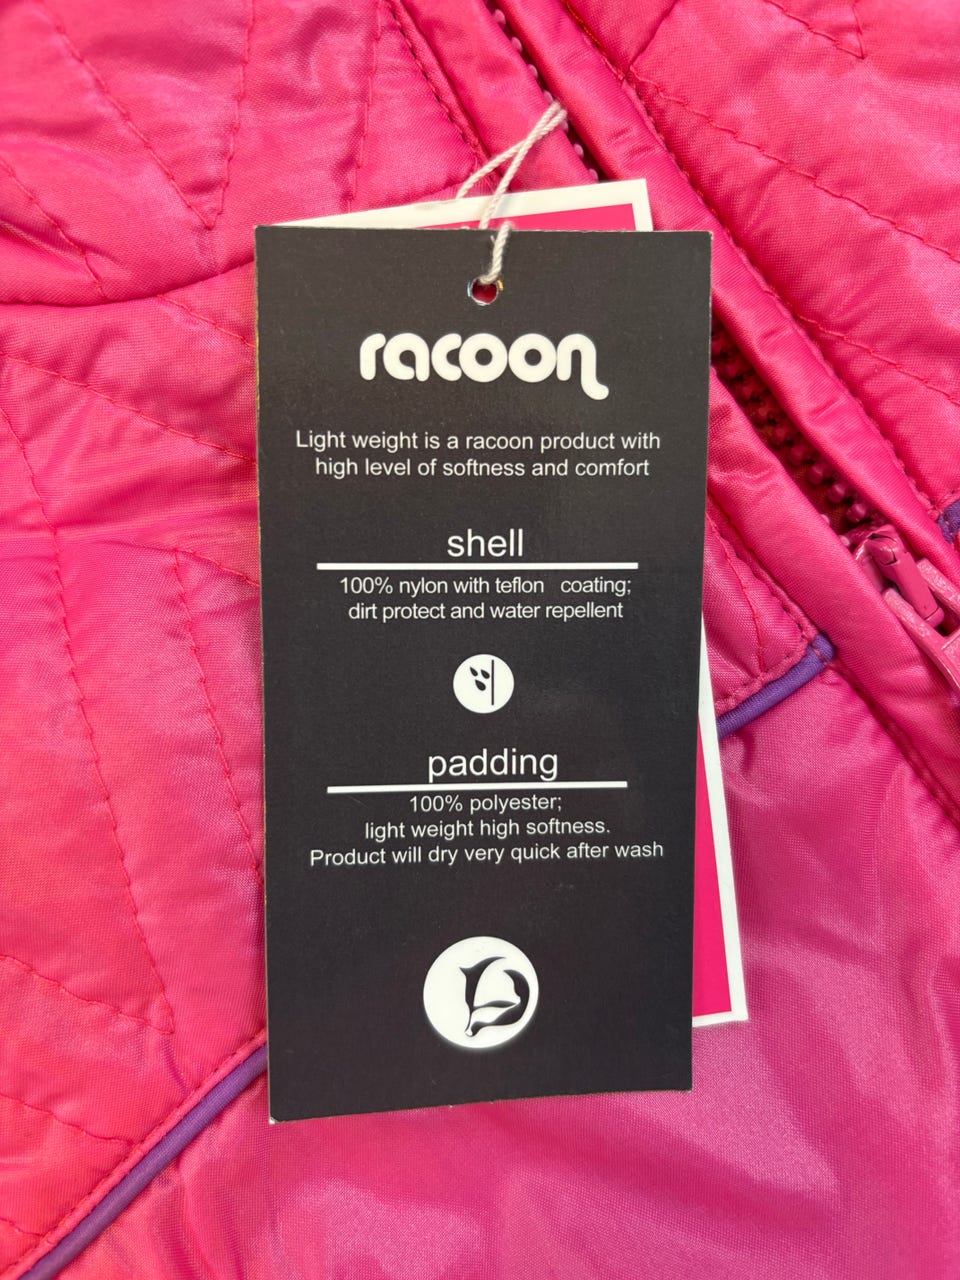 racoon
Light weight is a racoon product with
high level of softness and comfort
shell
100% nylon with teflon coating;
dirt protect and water repellent
padding
100% polyester;
light weight high softness.
Product will dry very quick after wash